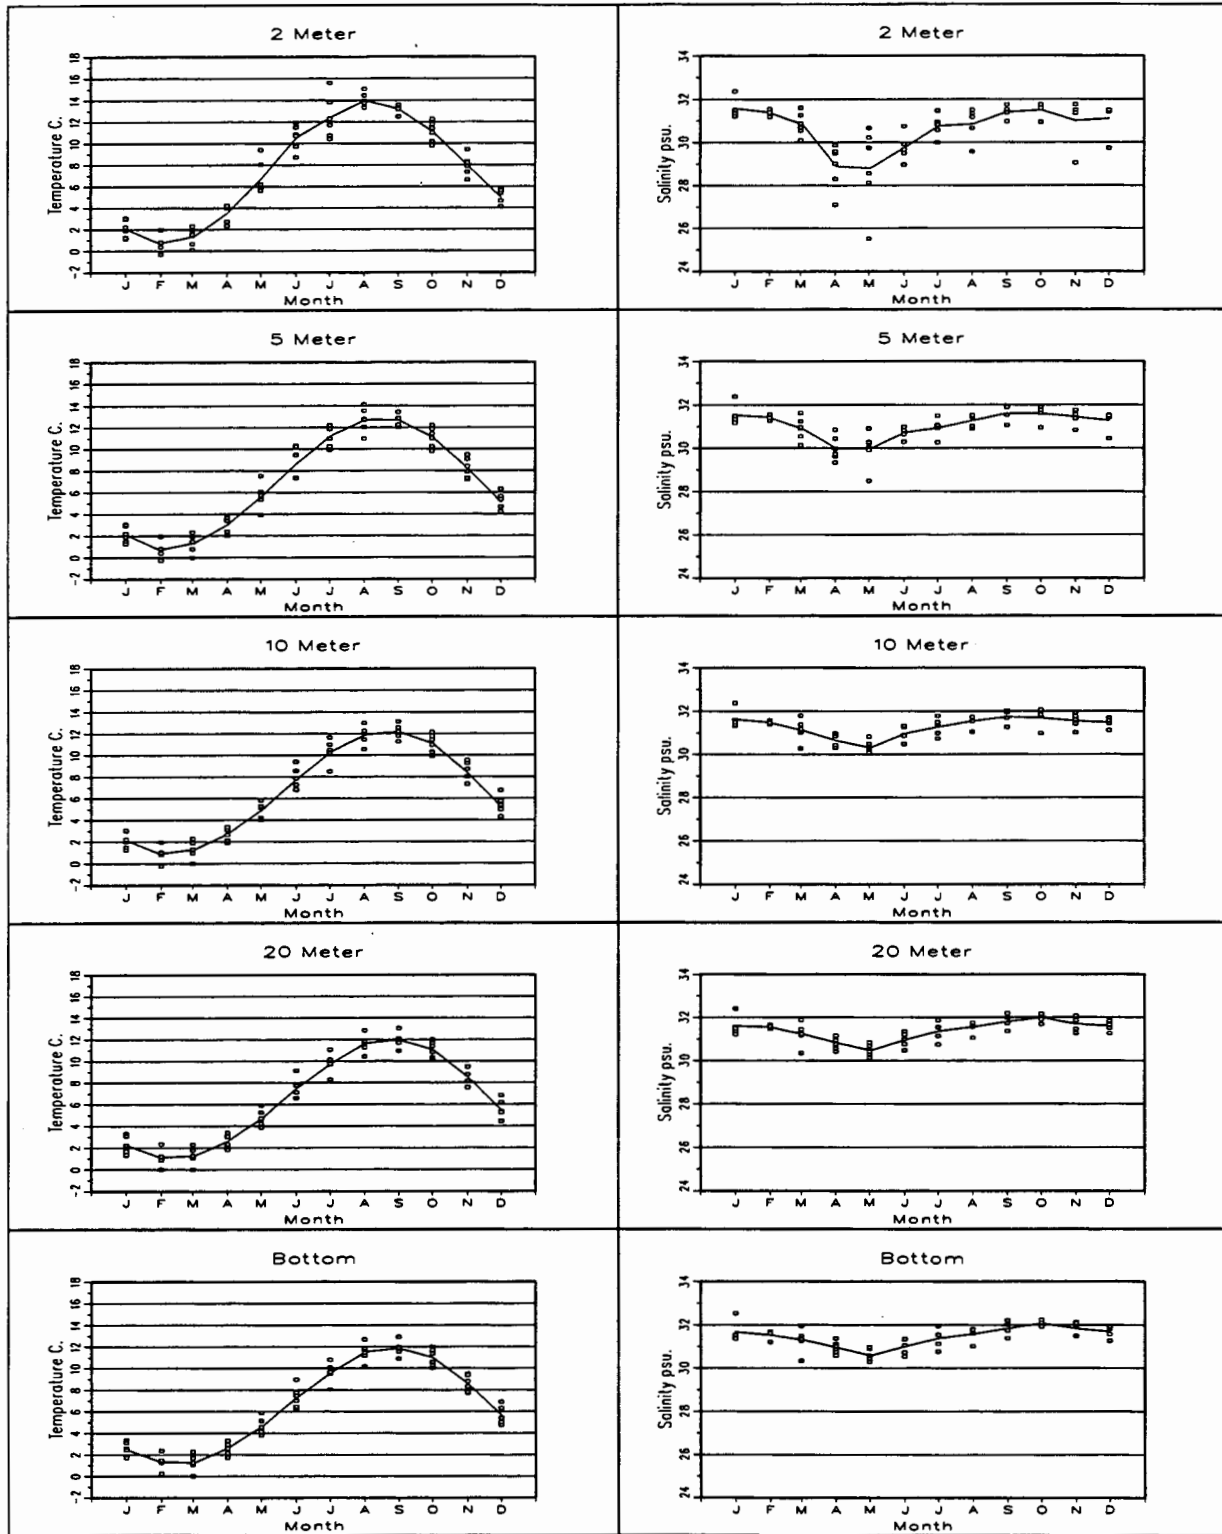 2 Meter
Temperature C.
18
16
14
12
10
8
6
4
2
0
-2
J F M A M J J A S O N D
Month
2 Meter
Salinity psu.
34
32
30
28
26
24
J F M A M J J A S O N D
Month
5 Meter
Temperature C.
18
16
14
12
10
8
6
4
2
0
-2
J F M A M J J A S O N D
Month
5 Meter
Salinity psu.
34
32
30
28
26
24
J F M A M J J A S O N D
Month
10 Meter
Temperature C.
18
16
14
12
10
8
6
4
2
0
-2
J F M A M J J A S O N D
Month
10 Meter
Salinity psu.
34
32
30
28
26
24
J F M A M J J A S O N D
Month
20 Meter
Temperature C.
18
16
14
12
10
8
6
4
2
0
-2
J F M A M J J A S O N D
Month
20 Meter
Salinity psu.
34
32
30
28
26
24
J F M A M J J A S O N D
Month
Bottom
Temperature C.
18
16
14
12
10
8
6
4
2
0
-2
J F M A M J J A S O N D
Month
Bottom
Salinity psu.
34
32
30
28
26
24
J F M A M J J A S O N D
Month